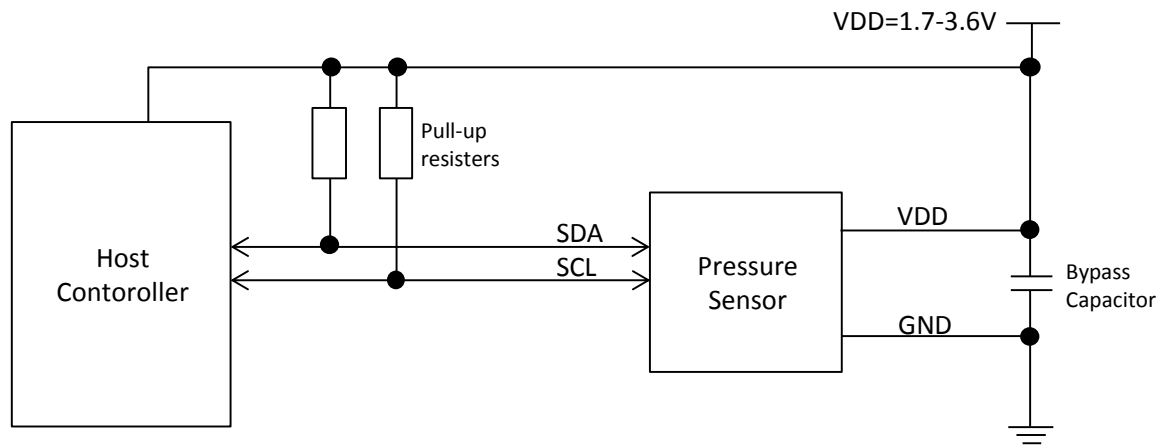 VDD=1.7-3.6V
Pull-up
resisters
SDA
SCL
Host
Contoroller
Pressure
Sensor
VDD
GND
Bypass
Capacitor